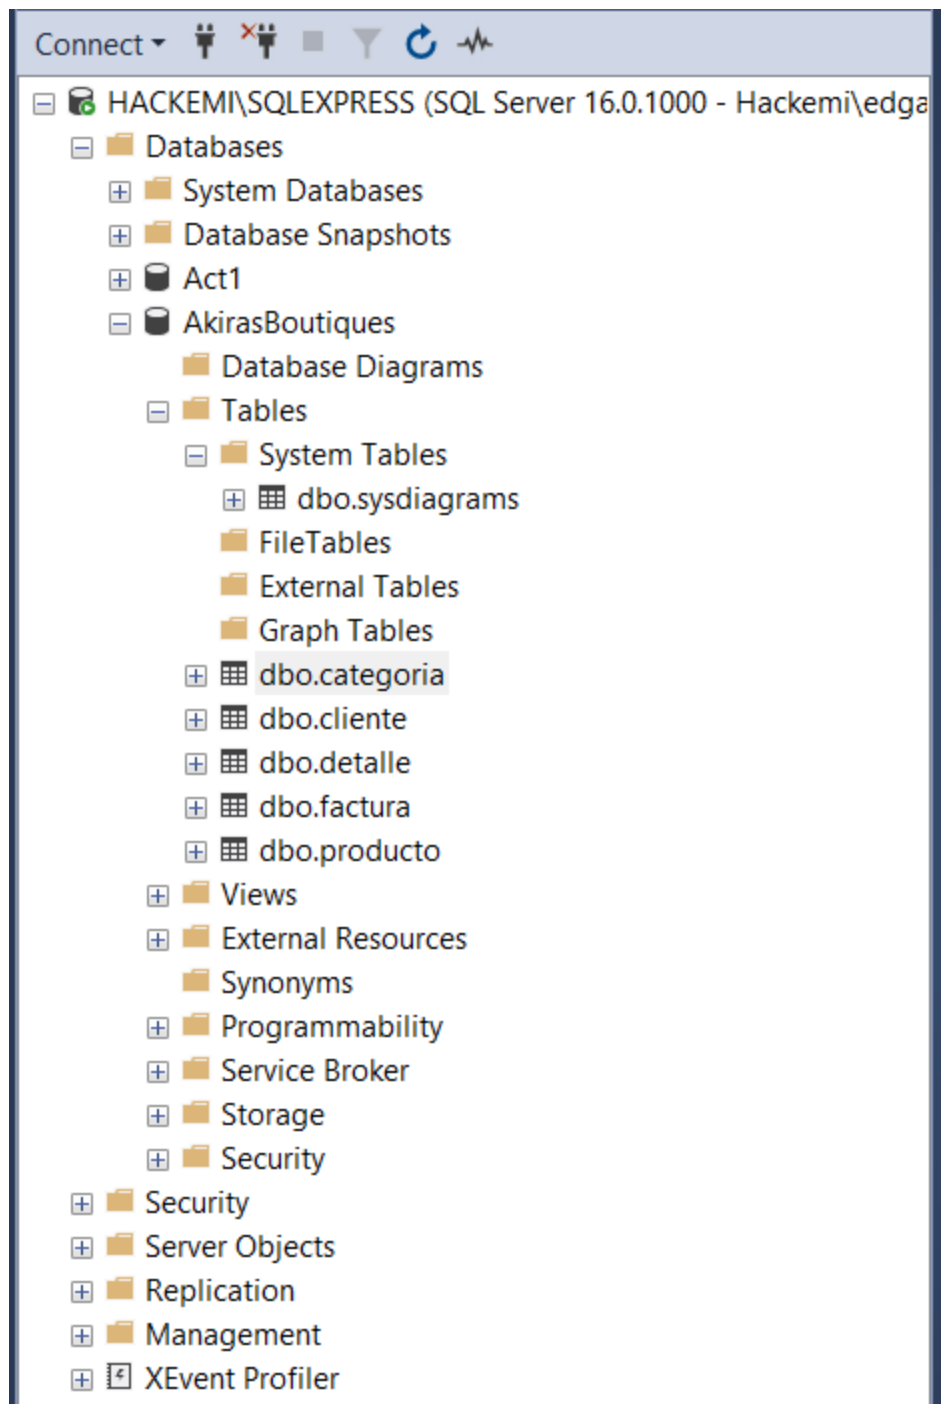 Connect
HACKEMI\SQLEXPRESS (SQL Server 16.0.1000 - Hackemi\edga
Databases
System Databases
Database Snapshots
Act1
AkirasBoutiques
Database Diagrams
Tables
System Tables
dbo.sysdiagrams
FileTables
External Tables
Graph Tables
dbo.categoria
dbo.cliente
dbo.detalle
dbo.factura
dbo.producto
Views
External Resources
Synonyms
Programmability
Service Broker
Storage
Security
Security
Server Objects
Replication
Management
XEvent Profiler